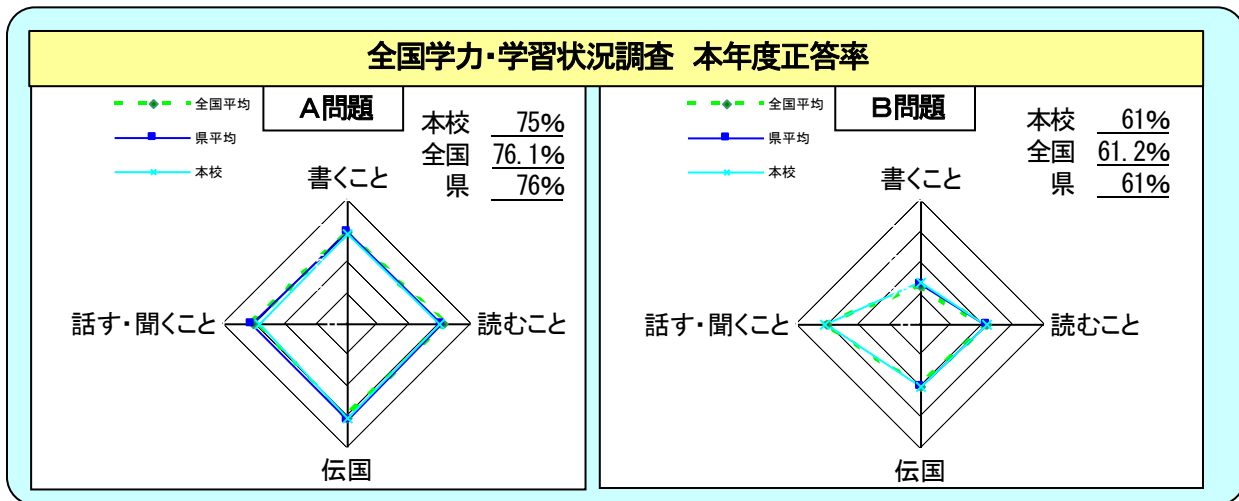 全国学力・学習状況調査 本年度正答率
A問題
全国平均
県平均
本校
本校 75%
全国 76.1%
県 76%
書くこと
話す・聞くこと
読むこと
伝国
B問題
全国平均
県平均
本校
本校 61%
全国 61.2%
県 61%
書くこと
話す・聞くこと
読むこと
伝国